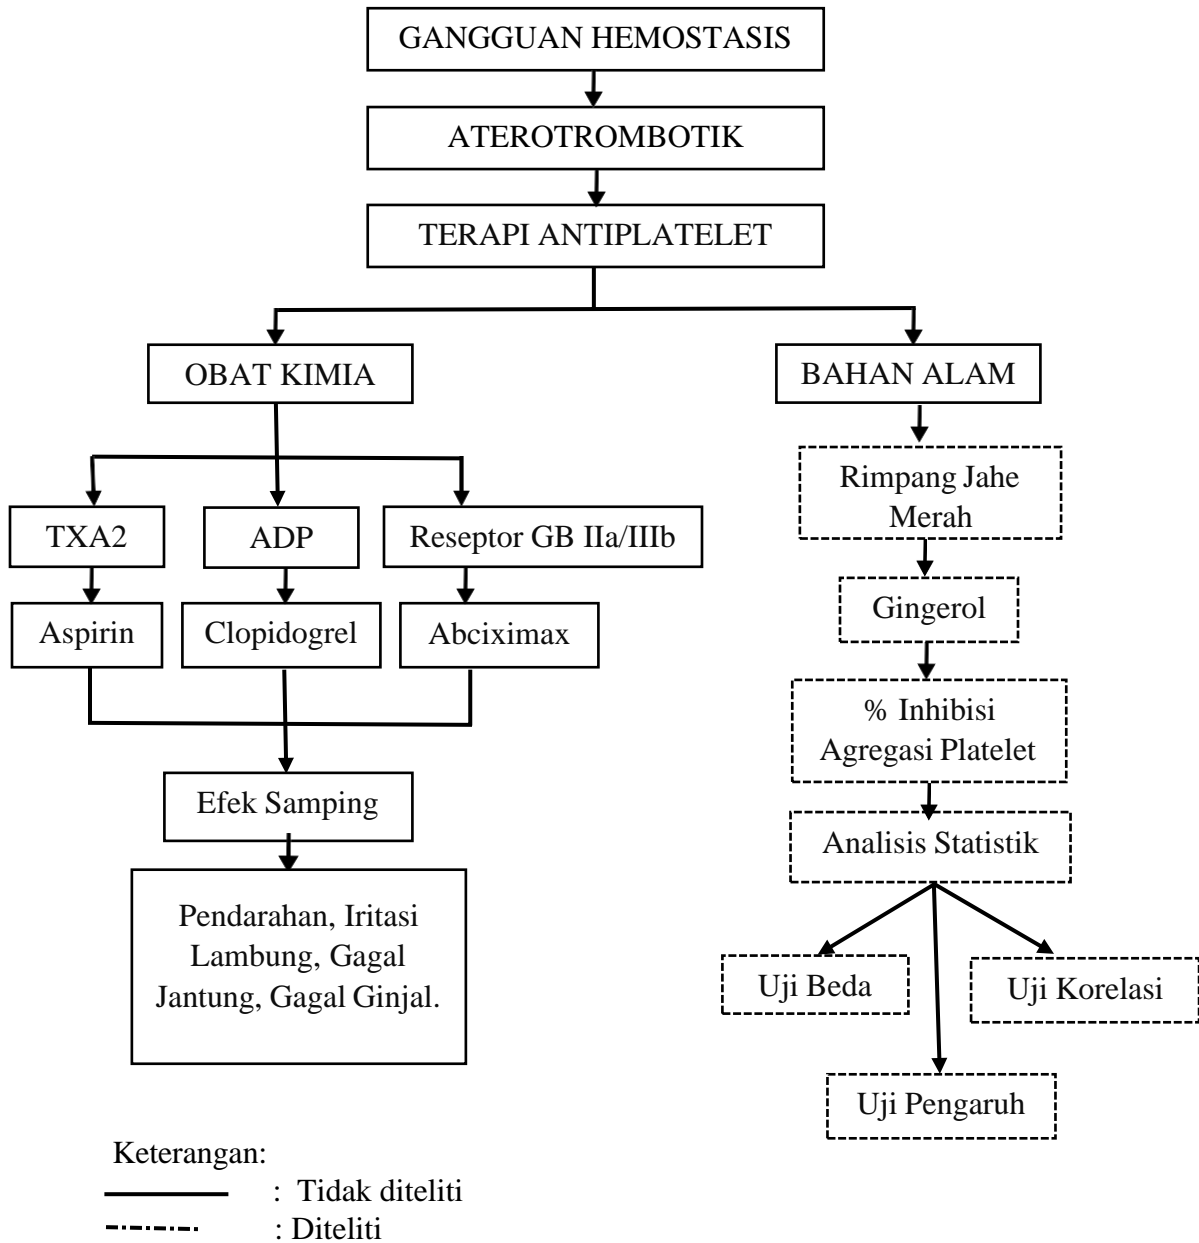 GANGGUAN HEMOSTASIS
ATEROTROMBOTIK
TERAPI ANTIPLATELET
OBAT KIMIA
BAHAN ALAM
TXA2
ADP
Reseptor GB IIa/IIIb
Aspirin
Clopidogrel
Abciximax
Efek Samping
Pendarahan, Iritasi
Lambung, Gagal
Jantung, Gagal Ginjal.
Rimpang Jahe
Merah
Gingerol
% Inhibisi
Agregasi Platelet
Analisis Statistik
Uji Beda
Uji Korelasi
Uji Pengaruh
Keterangan:
: Tidak diteliti
: Diteliti